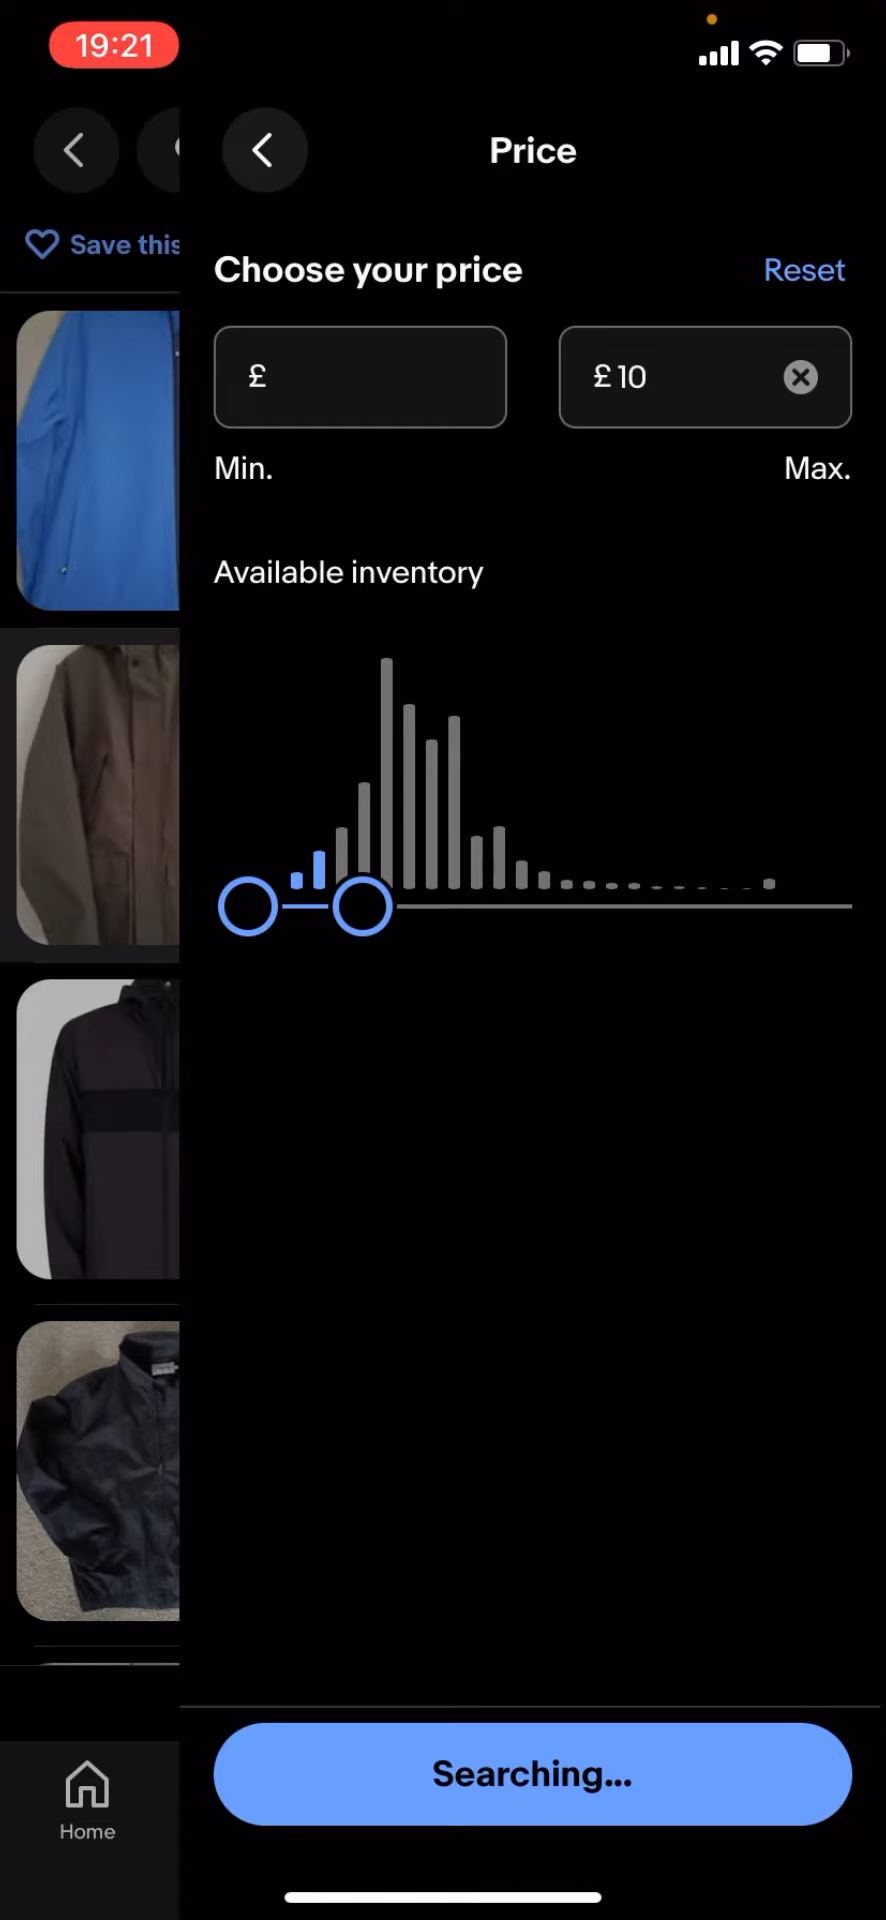 19:21
Price
Save this
Choose your price
Reset
£
£10
Min.
Max.
Available inventory
Searching...
Home